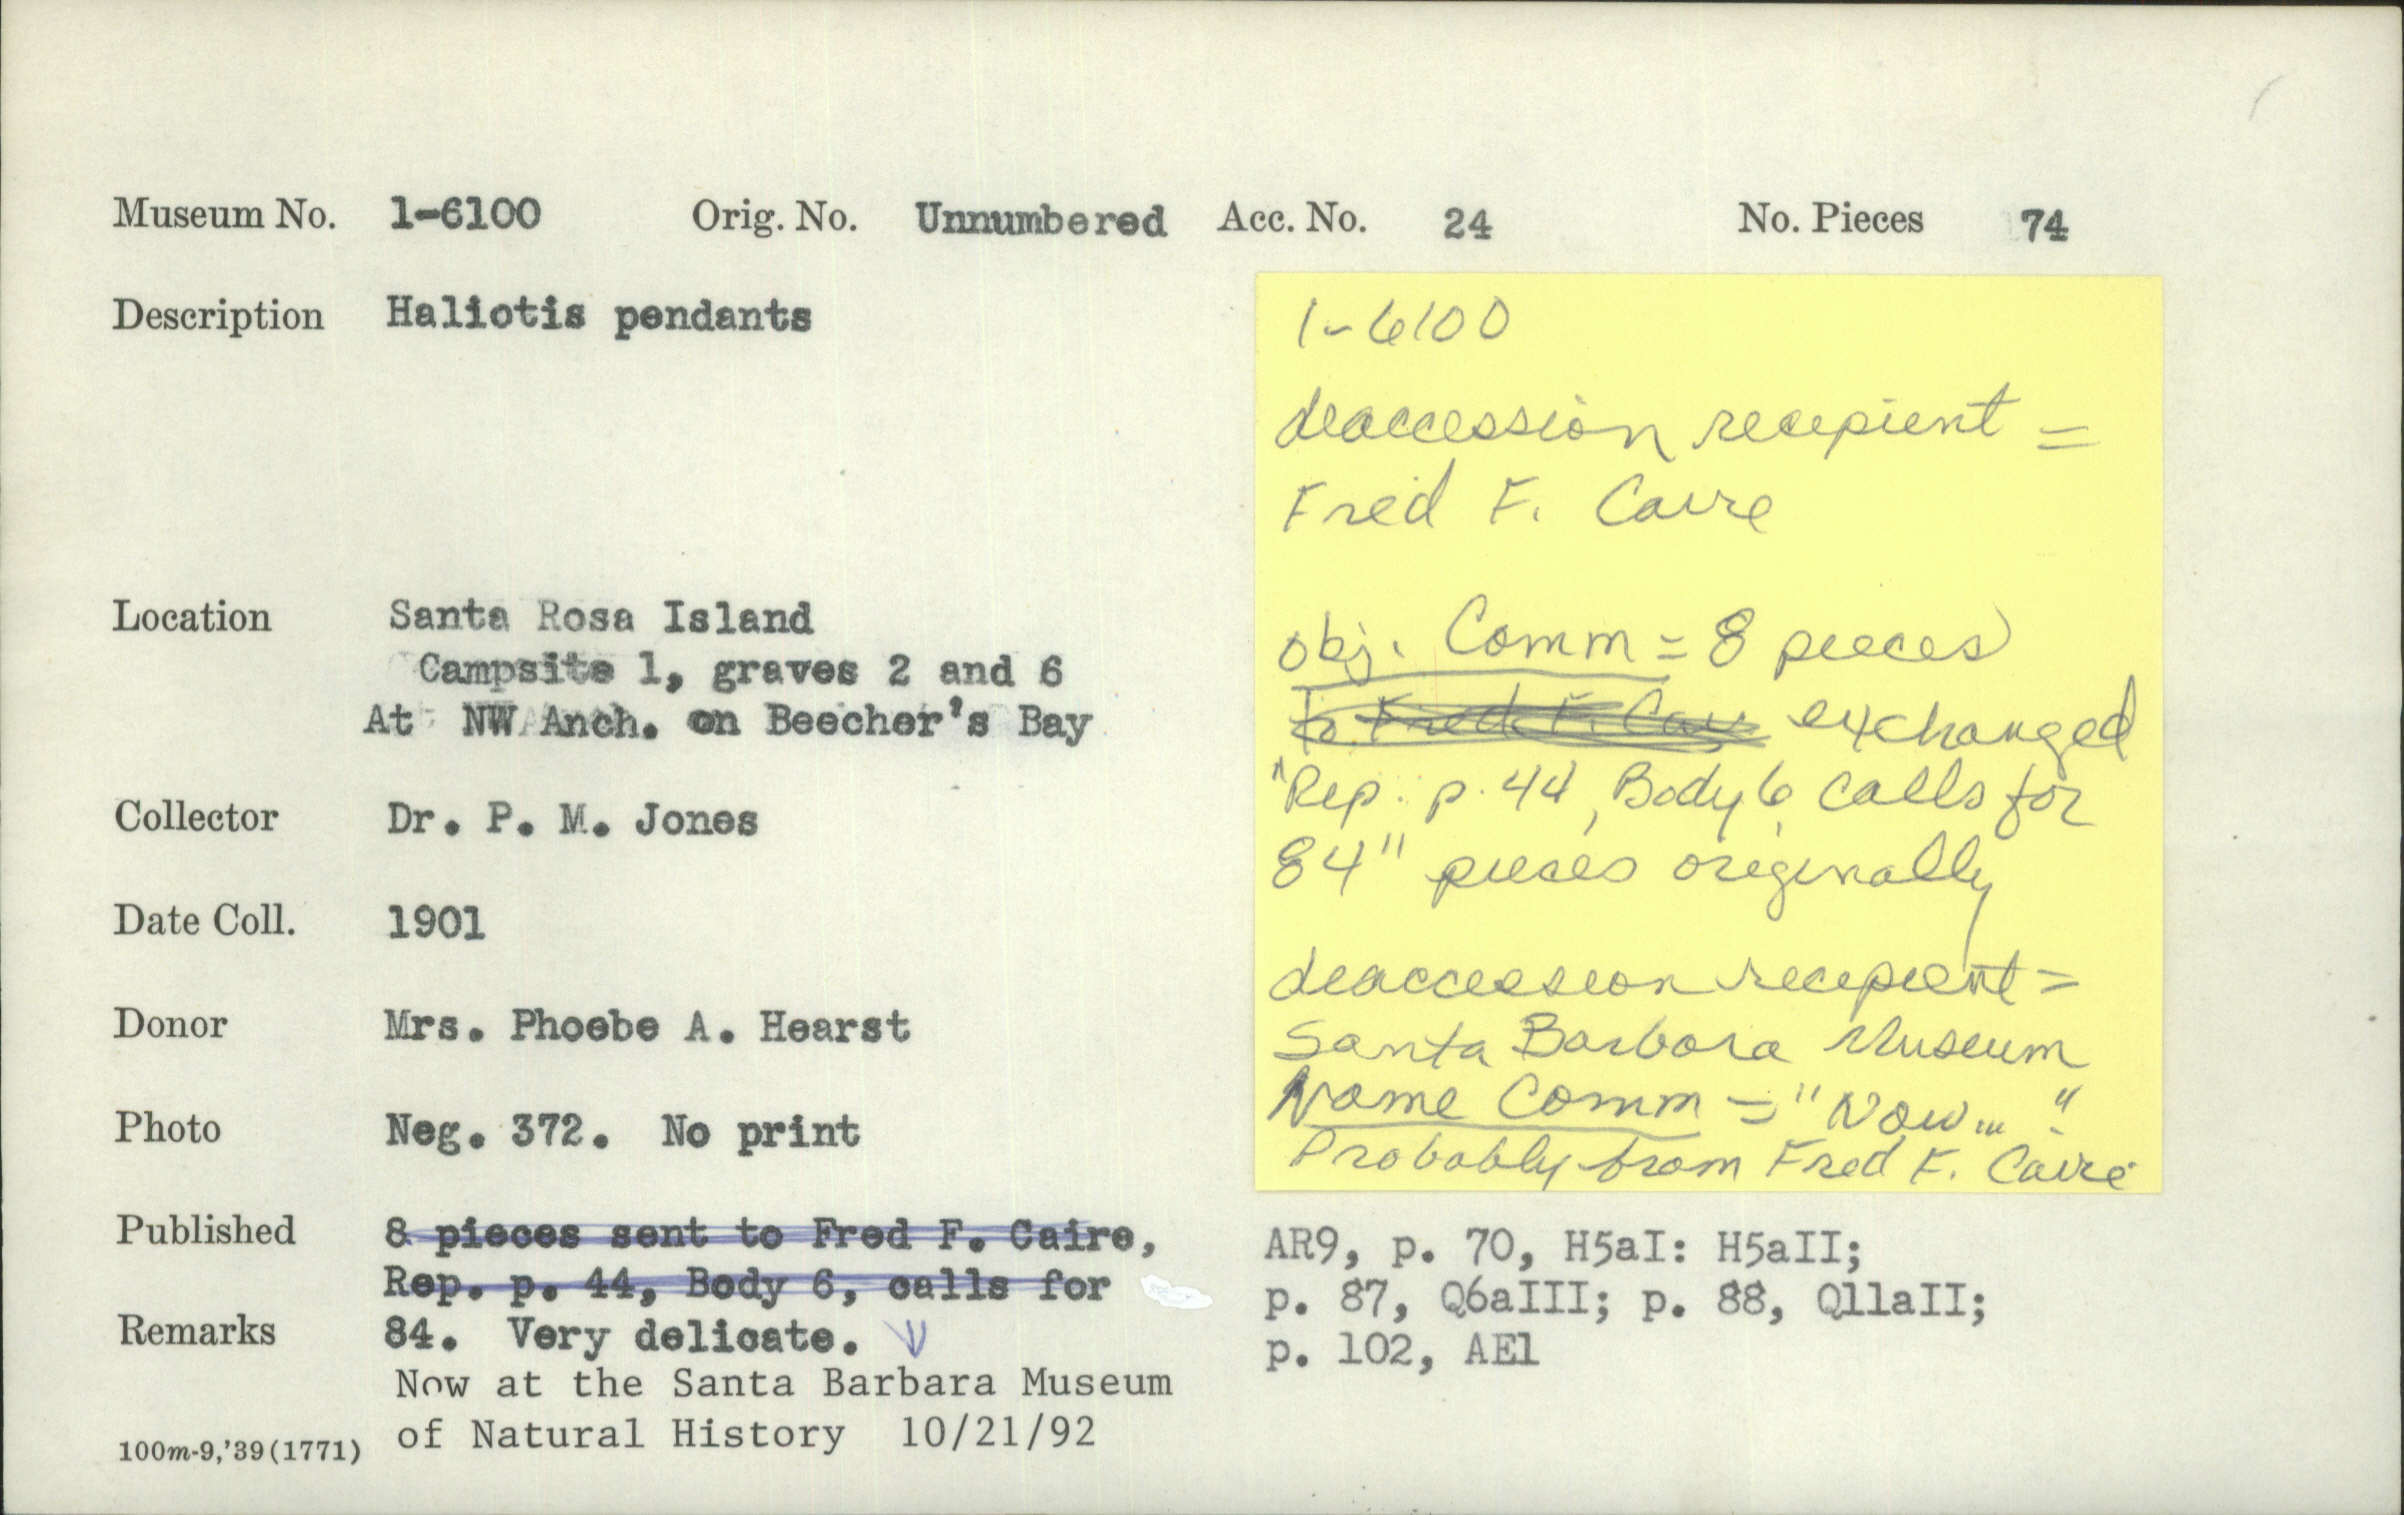 Museum No. 1-6100 Orig. No. Unnumbered Acc. No. 24 No. Pieces 74
Description Haliotis pendants
Location Santa Rosa Island
Campsite 1, graves 2 and 6
At NW Anch. on Beecher's Bay
Collector Dr. P. M. Jones
Date Coll. 1901
Donor Mrs. Phoebe A. Hearst
Photo Neg. 372. No print
Published 8 pieces sent to Fred F. Caire,
Rep. p. 44, Body 6, calls for
Remarks 84. Very delicate.
Now at the Santa Barbara Museum
of Natural History 10/21/92
100m-9,'39(1771)
1-6100
deaccession recepient =
Fred F. Caire
obj. Comm = 8 pieces
to Fred F. Cai exchanged
"Rep. p. 44, Body 6, calls for
84" pieces originally
deaccession recepient =
Santa Barbara Museum
Name Comm = "Now..."
Probably from Fred F. Caire
AR9, p. 70, H5aI: H5aII;
p. 87, Q6aIII; p. 88, Q11aII;
p. 102, AE1